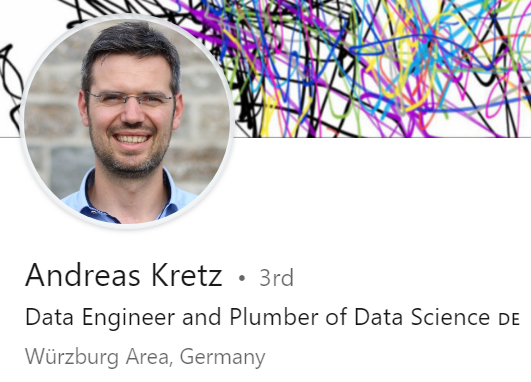 Andreas Kretz • 3rd
Data Engineer and Plumber of Data Science DE
Würzburg Area, Germany